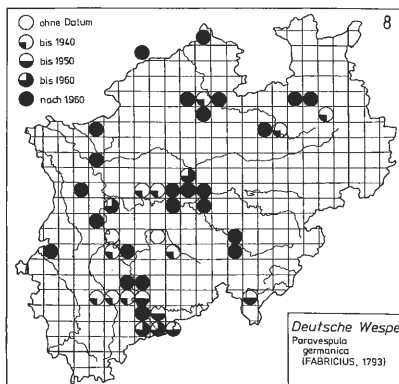 8
ohne Datum
bis 1940
bis 1950
bis 1960
nach 1960
Deutsche Wespe
Paravespula
germanica
(FABRICIUS, 1793)